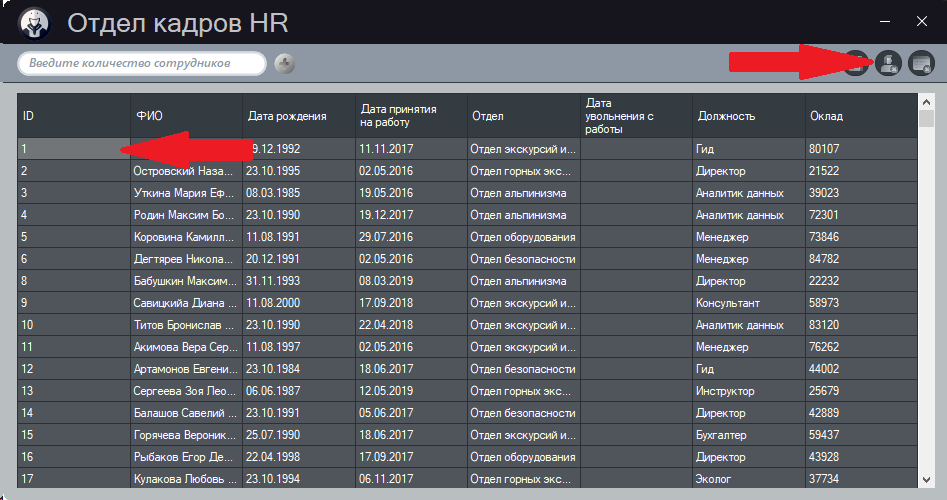 Отдел кадров HR
Введите количество сотрудников
ID ФИО Дата рождения Дата принятия на работу Отдел Дата увольнения с работы Должность Оклад
1 .12.1992 11.11.2017 Отдел экскурсий и... Гид 80107
2 Островский Наза... 23.10.1995 02.05.2016 Отдел горных экс... Директор 21522
3 Уткина Мария Еф... 08.03.1985 19.05.2016 Отдел альпинизма Аналитик данных 39023
4 Родин Максим Бо... 23.10.1990 19.12.2017 Отдел альпинизма Аналитик данных 72301
5 Коровина Камилл... 11.08.1991 29.07.2016 Отдел оборудования Менеджер 73846
6 Дегтярев Никола... 20.12.1991 02.05.2016 Отдел безопасности Менеджер 84782
8 Бабушкин Максим... 31.11.1993 08.03.2019 Отдел альпинизма Директор 22232
9 Савицкийа Диана ... 11.08.2000 17.09.2018 Отдел экскурсий и... Консультант 58973
10 Титов Бронислав ... 23.10.1990 22.04.2018 Отдел экскурсий и... Аналитик данных 83120
11 Акимова Вера Сер... 11.08.1997 02.05.2016 Отдел экскурсий и... Менеджер 76262
12 Артамонов Евгени... 23.10.1984 18.06.2017 Отдел безопасности Гид 44002
13 Сергеева Зоя Лео... 06.06.1987 12.05.2019 Отдел горных экс... Инструктор 25679
14 Балашов Савелий ... 23.10.1991 05.06.2017 Отдел безопасности Директор 42889
15 Горячева Вероник... 25.07.1990 18.06.2017 Отдел экскурсий и... Бухгалтер 59437
16 Рыбаков Егор Де... 22.04.1998 17.09.2017 Отдел оборудования Директор 43928
17 Кулакова Любовь ... 23.10.1994 06.11.2017 Отдел экскурсий и... Эколог 37734